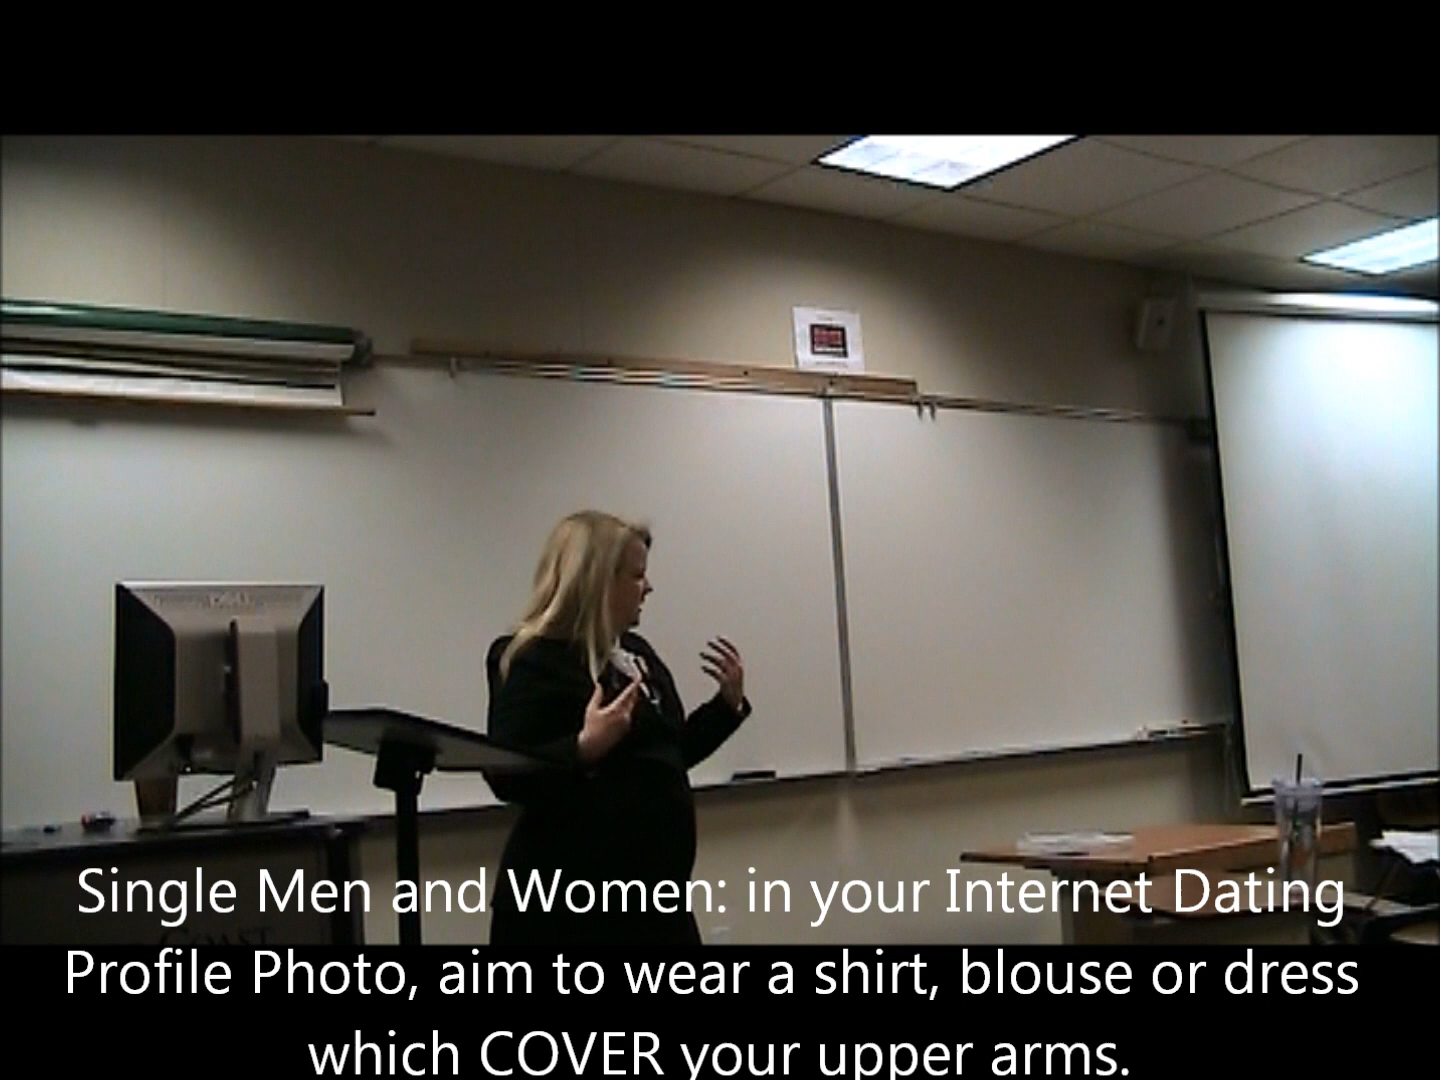 COAST
Single Men and Women: in your Internet Dating
Profile Photo, aim to wear a shirt, blouse or dress
which COVER your upper arms.